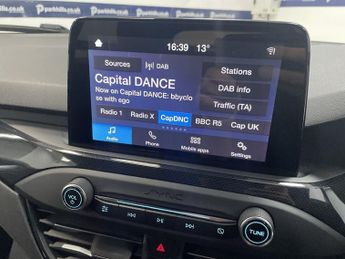 Parkhills.co.uk
16:39 13°
Sources DAB Stations
Capital DANCE
Now on Capital DANCE: bbyclo
se with ego
DAB info
Traffic (TA)
Radio 1 Radio X CapDNC BBC R5 Cap UK
Audio Phone Mobile apps Settings
SYNC
VOL TUNE